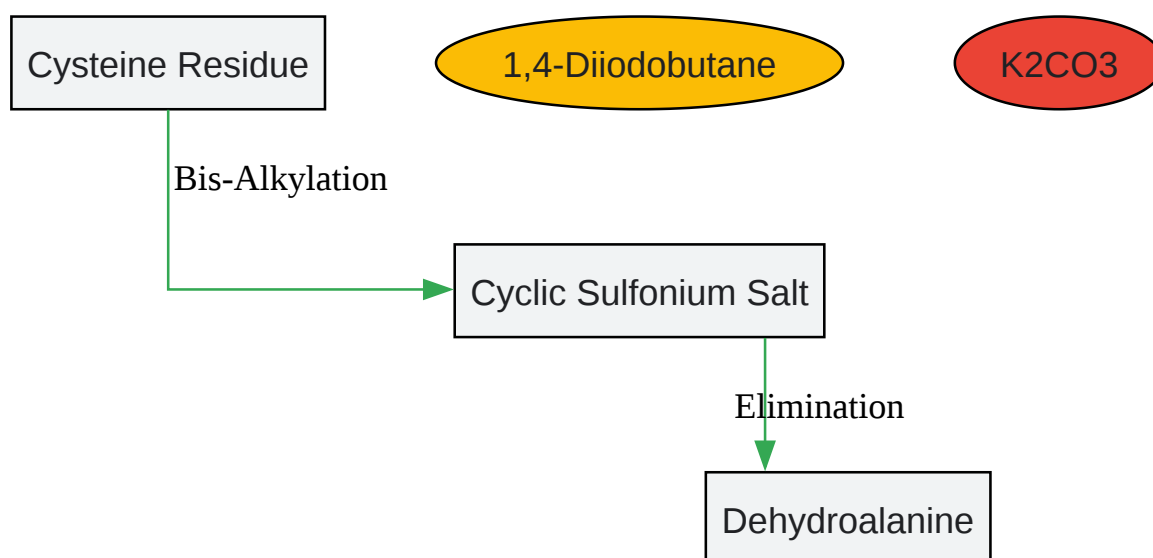 Cysteine Residue
1,4-Diiodobutane
K2CO3
Bis-Alkylation
Cyclic Sulfonium Salt
Elimination
Dehydroalanine